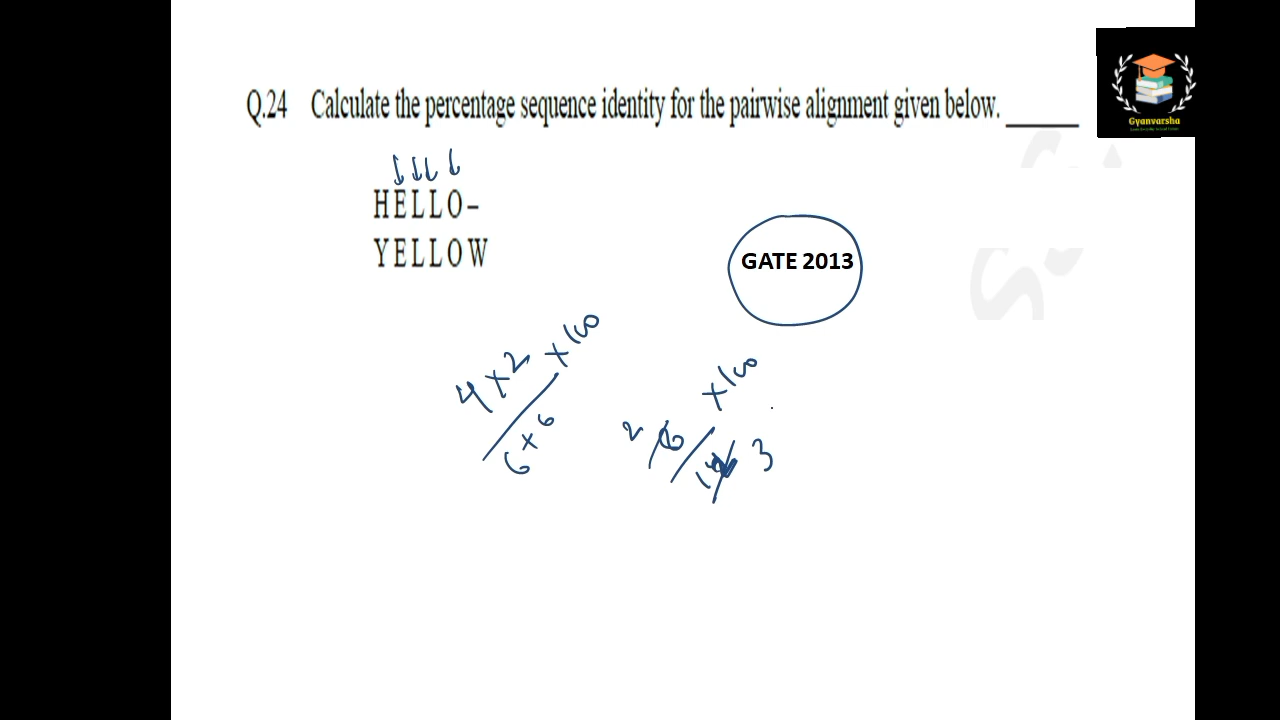 Gyanvarsha
Q.24 Calculate the percentage sequence identity for the pairwise alignment given below. ______
HELLO–
YELLOW
GATE 2013
4 x 2 x 100
6 x 6
2 x 100
3